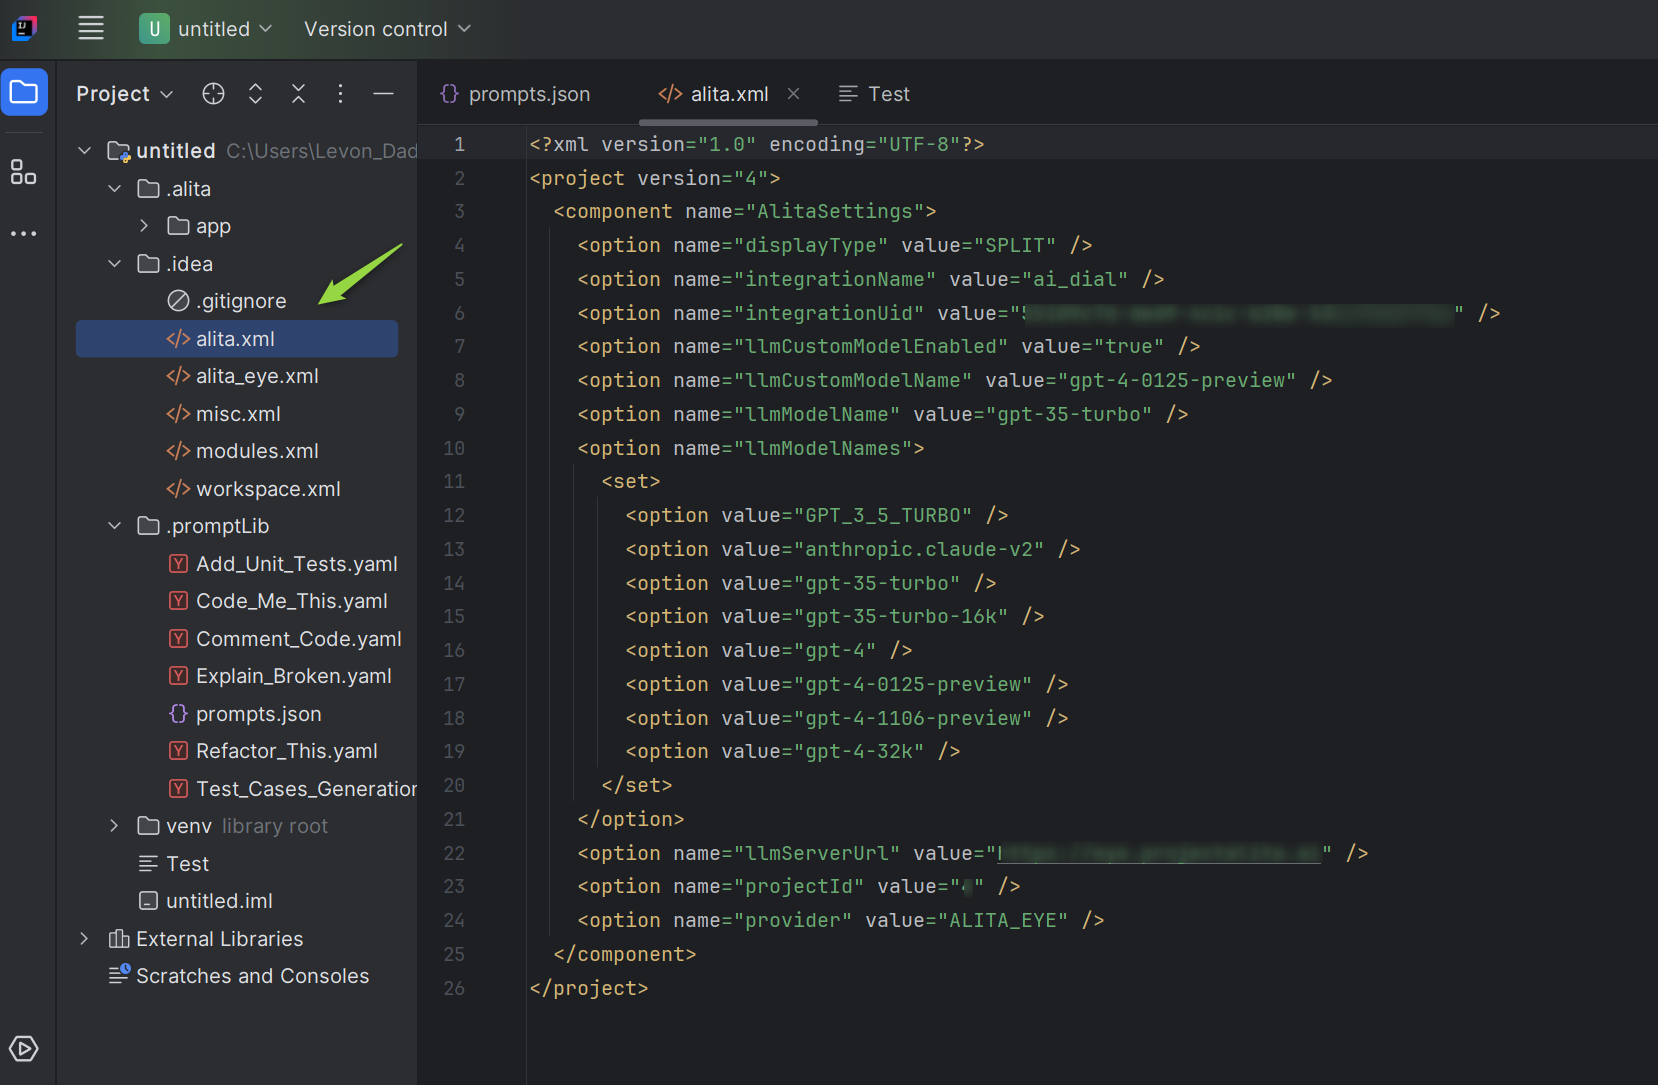 U untitled Version control
Project
untitled C:\Users\Levon_Dad
.alita
app
.idea
.gitignore
alita.xml
alita_eye.xml
misc.xml
modules.xml
workspace.xml
.promptLib
Add_Unit_Tests.yaml
Code_Me_This.yaml
Comment_Code.yaml
Explain_Broken.yaml
prompts.json
Refactor_This.yaml
Test_Cases_Generation
venv library root
Test
untitled.iml
External Libraries
Scratches and Consoles
prompts.json alita.xml Test
1 <?xml version="1.0" encoding="UTF-8"?>
2 <project version="4">
3 <component name="AlitaSettings">
4 <option name="displayType" value="SPLIT" />
5 <option name="integrationName" value="ai_dial" />
6 <option name="integrationUid" value="" />
7 <option name="llmCustomModelEnabled" value="true" />
8 <option name="llmCustomModelName" value="gpt-4-0125-preview" />
9 <option name="llmModelName" value="gpt-35-turbo" />
10 <option name="llmModelNames">
11 <set>
12 <option value="GPT_3_5_TURBO" />
13 <option value="anthropic.claude-v2" />
14 <option value="gpt-35-turbo" />
15 <option value="gpt-35-turbo-16k" />
16 <option value="gpt-4" />
17 <option value="gpt-4-0125-preview" />
18 <option value="gpt-4-1106-preview" />
19 <option value="gpt-4-32k" />
20 </set>
21 </option>
22 <option name="llmServerUrl" value="" />
23 <option name="projectId" value="" />
24 <option name="provider" value="ALITA_EYE" />
25 </component>
26 </project>